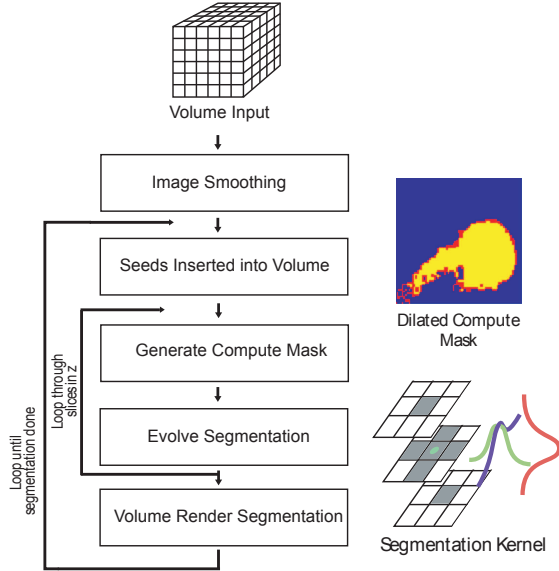 Volume Input
Image Smoothing
Seeds Inserted into Volume
Generate Compute Mask
Evolve Segmentation
Volume Render Segmentation
Loop until
segmentation done
Loop through
slices in z
Dilated Compute
Mask
Segmentation Kernel